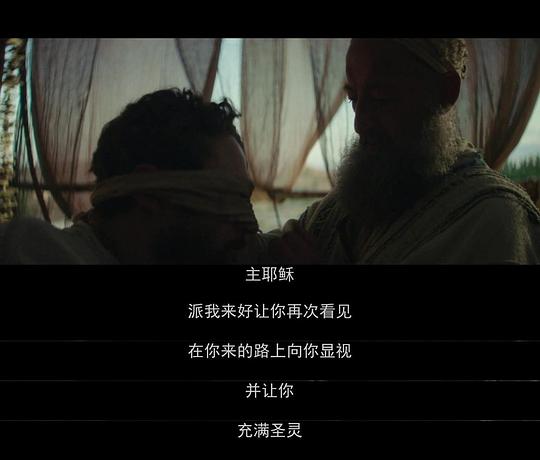 主耶稣
派我来好让你再次看见
在你来的路上向你显视
并让你
充满圣灵